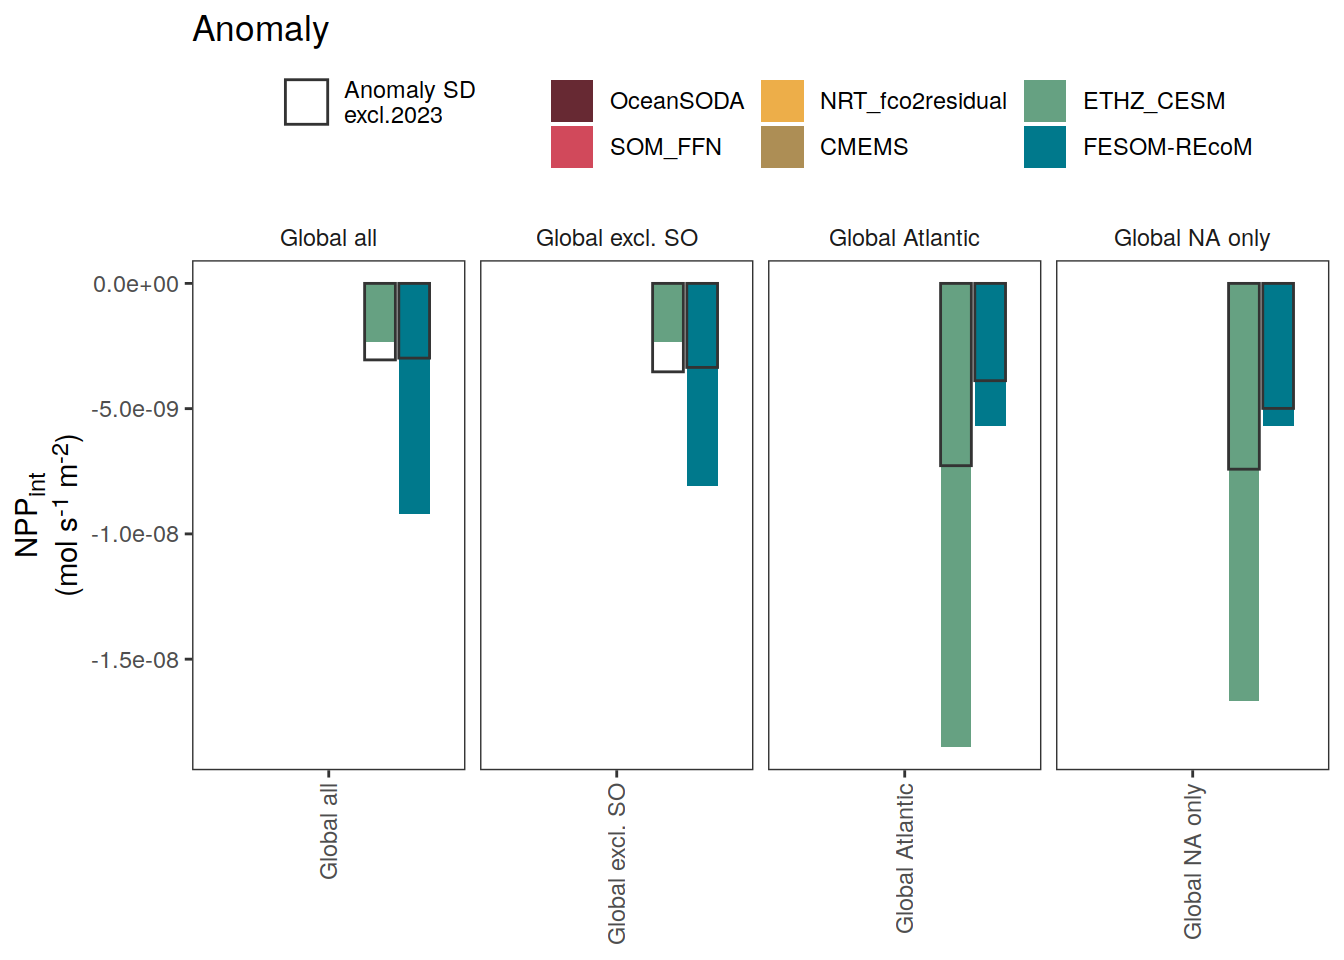 Anomaly
Anomaly SD
excl.2023
OceanSODA
SOM_FFN
NRT_fco2residual
CMEMS
ETHZ_CESM
FESOM-REcoM
Global all
Global excl. SO
Global Atlantic
Global NA only
NPP_int
(mol s^-1 m^-2)
0.0e+00
-5.0e-09
-1.0e-08
-1.5e-08
Global all
Global excl. SO
Global Atlantic
Global NA only